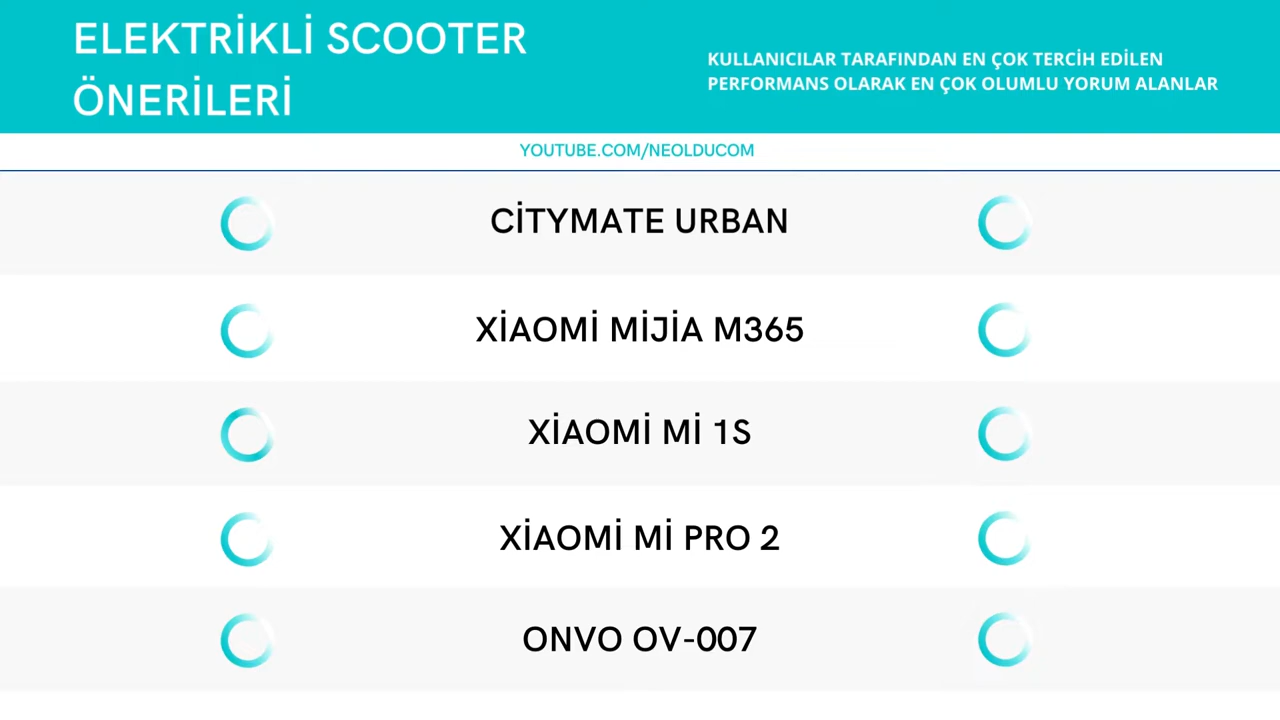 ELEKTRİKLİ SCOOTER
ÖNERİLERİ
KULLANICILAR TARAFINDAN EN ÇOK TERCİH EDİLEN
PERFORMANS OLARAK EN ÇOK OLUMLU YORUM ALANLAR
YOUTUBE.COM/NEOLDUCOM
CİTYMATE URBAN
XİAOMİ MİJİA M365
XİAOMİ Mİ 1S
XİAOMİ Mİ PRO 2
ONVO OV-007